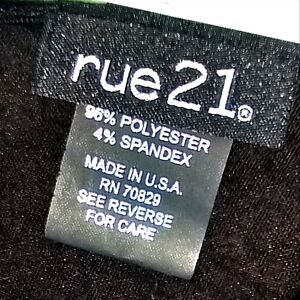 rue21®
96% POLYESTER
4% SPANDEX
MADE IN U.S.A.
RN 70829
SEE REVERSE
FOR CARE